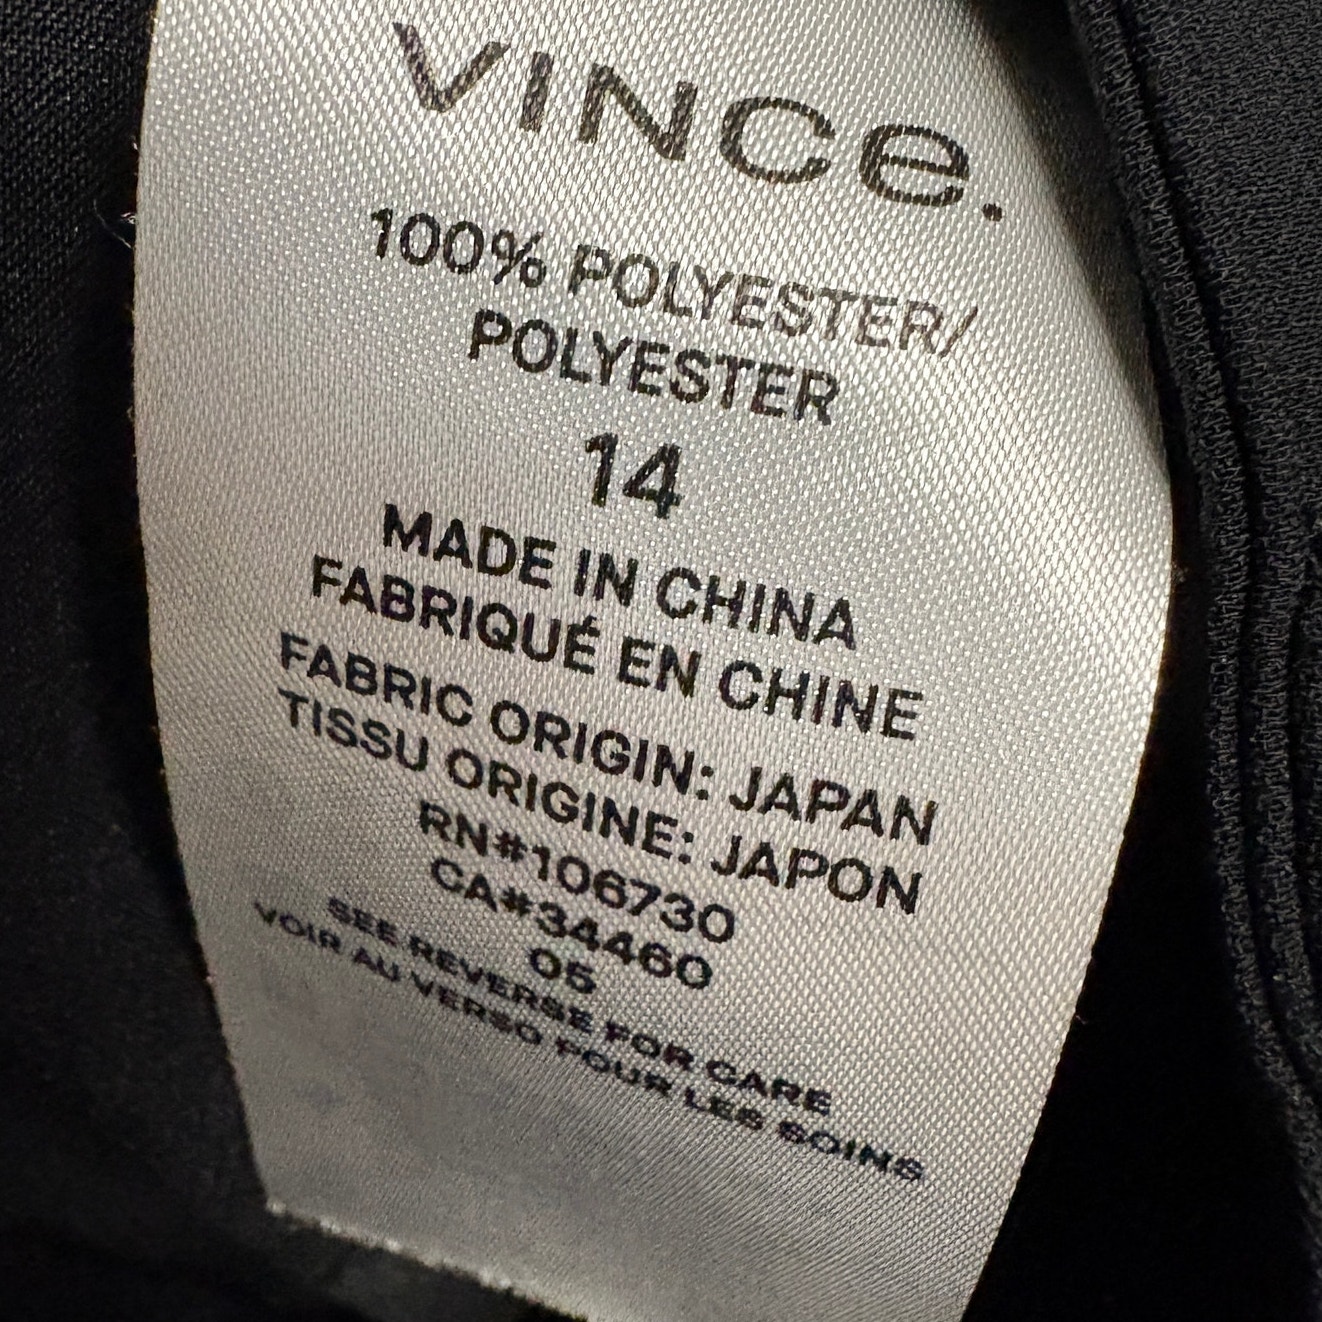 VINCe.
100% POLYESTER/
POLYESTER
14
MADE IN CHINA
FABRIQUÉ EN CHINE
FABRIC ORIGIN: JAPAN
TISSU ORIGINE: JAPON
RN#106730
CA#34460
05
SEE REVERSE FOR CARE
VOIR AU VERSO POUR LES SOINS